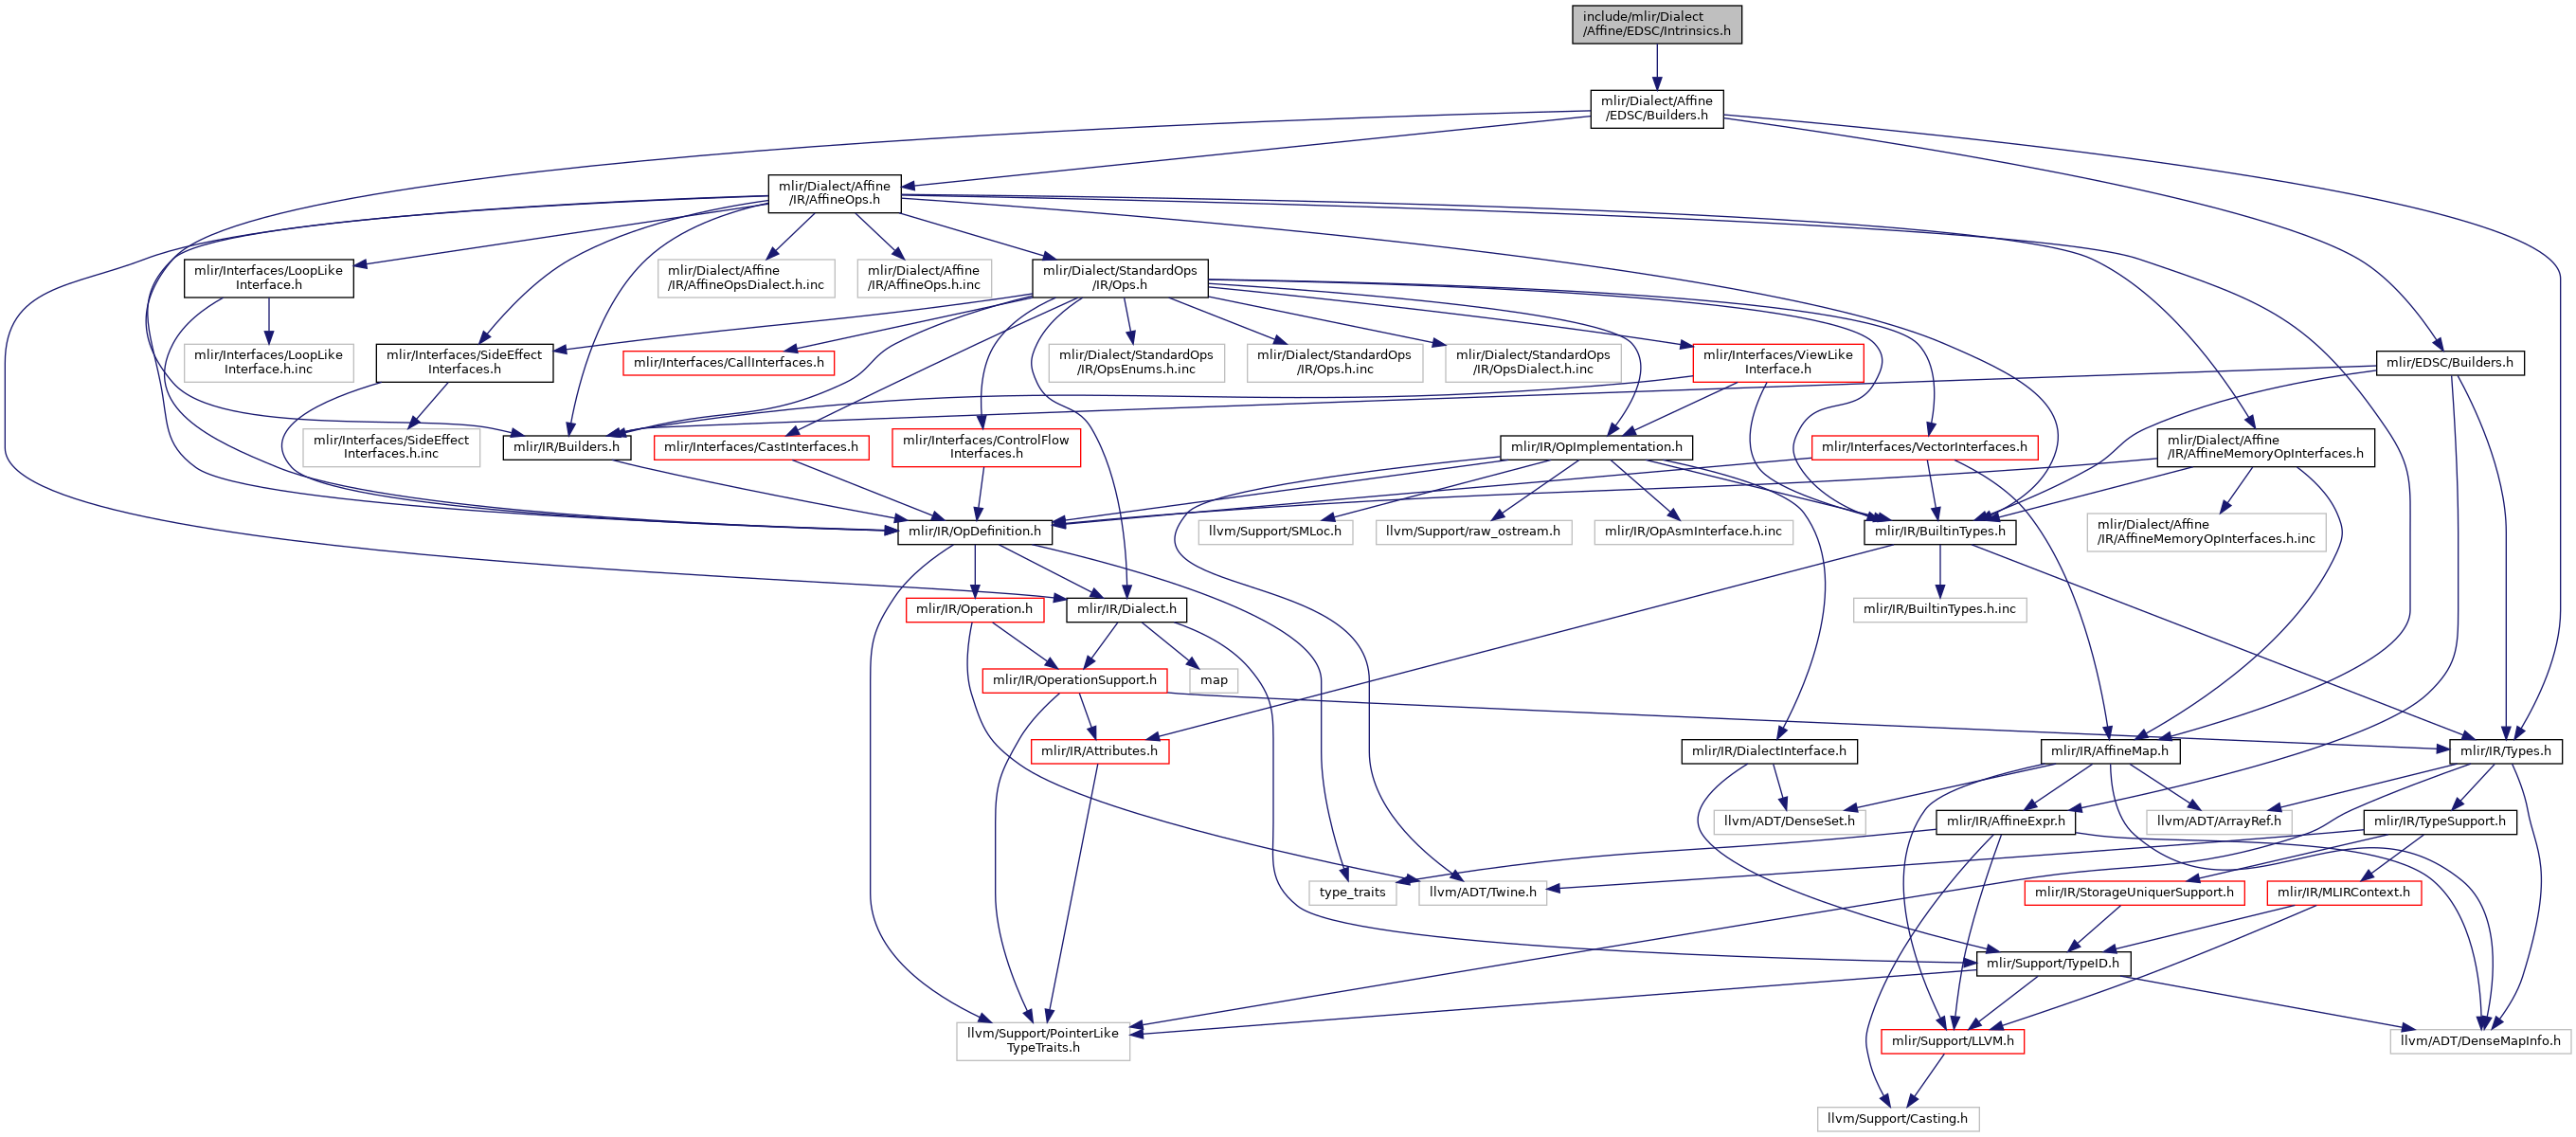 include/mlir/Dialect
/Affine/EDSC/Intrinsics.h
mlir/Dialect/Affine
/EDSC/Builders.h
mlir/Dialect/Affine
/IR/AffineOps.h
mlir/Interfaces/LoopLike
Interface.h
mlir/Dialect/Affine
/IR/AffineOpsDialect.h.inc
mlir/Dialect/Affine
/IR/AffineOps.h.inc
mlir/Dialect/StandardOps
/IR/Ops.h
mlir/Interfaces/LoopLike
Interface.h.inc
mlir/Interfaces/SideEffect
Interfaces.h
mlir/Interfaces/CallInterfaces.h
mlir/Dialect/StandardOps
/IR/OpsEnums.h.inc
mlir/Dialect/StandardOps
/IR/Ops.h.inc
mlir/Dialect/StandardOps
/IR/OpsDialect.h.inc
mlir/Interfaces/ViewLike
Interface.h
mlir/EDSC/Builders.h
mlir/Interfaces/SideEffect
Interfaces.h.inc
mlir/IR/Builders.h
mlir/Interfaces/CastInterfaces.h
mlir/Interfaces/ControlFlow
Interfaces.h
mlir/IR/OpImplementation.h
mlir/Interfaces/VectorInterfaces.h
mlir/Dialect/Affine
/IR/AffineMemoryOpInterfaces.h
mlir/IR/OpDefinition.h
llvm/Support/SMLoc.h
llvm/Support/raw_ostream.h
mlir/IR/OpAsmInterface.h.inc
mlir/IR/BuiltinTypes.h
mlir/Dialect/Affine
/IR/AffineMemoryOpInterfaces.h.inc
mlir/IR/Operation.h
mlir/IR/Dialect.h
mlir/IR/BuiltinTypes.h.inc
mlir/IR/OperationSupport.h
map
mlir/IR/Attributes.h
mlir/IR/DialectInterface.h
mlir/IR/AffineMap.h
mlir/IR/Types.h
llvm/ADT/DenseSet.h
mlir/IR/AffineExpr.h
llvm/ADT/ArrayRef.h
mlir/IR/TypeSupport.h
type_traits
llvm/ADT/Twine.h
mlir/IR/StorageUniquerSupport.h
mlir/IR/MLIRContext.h
mlir/Support/TypeID.h
llvm/Support/PointerLike
TypeTraits.h
mlir/Support/LLVM.h
llvm/ADT/DenseMapInfo.h
llvm/Support/Casting.h